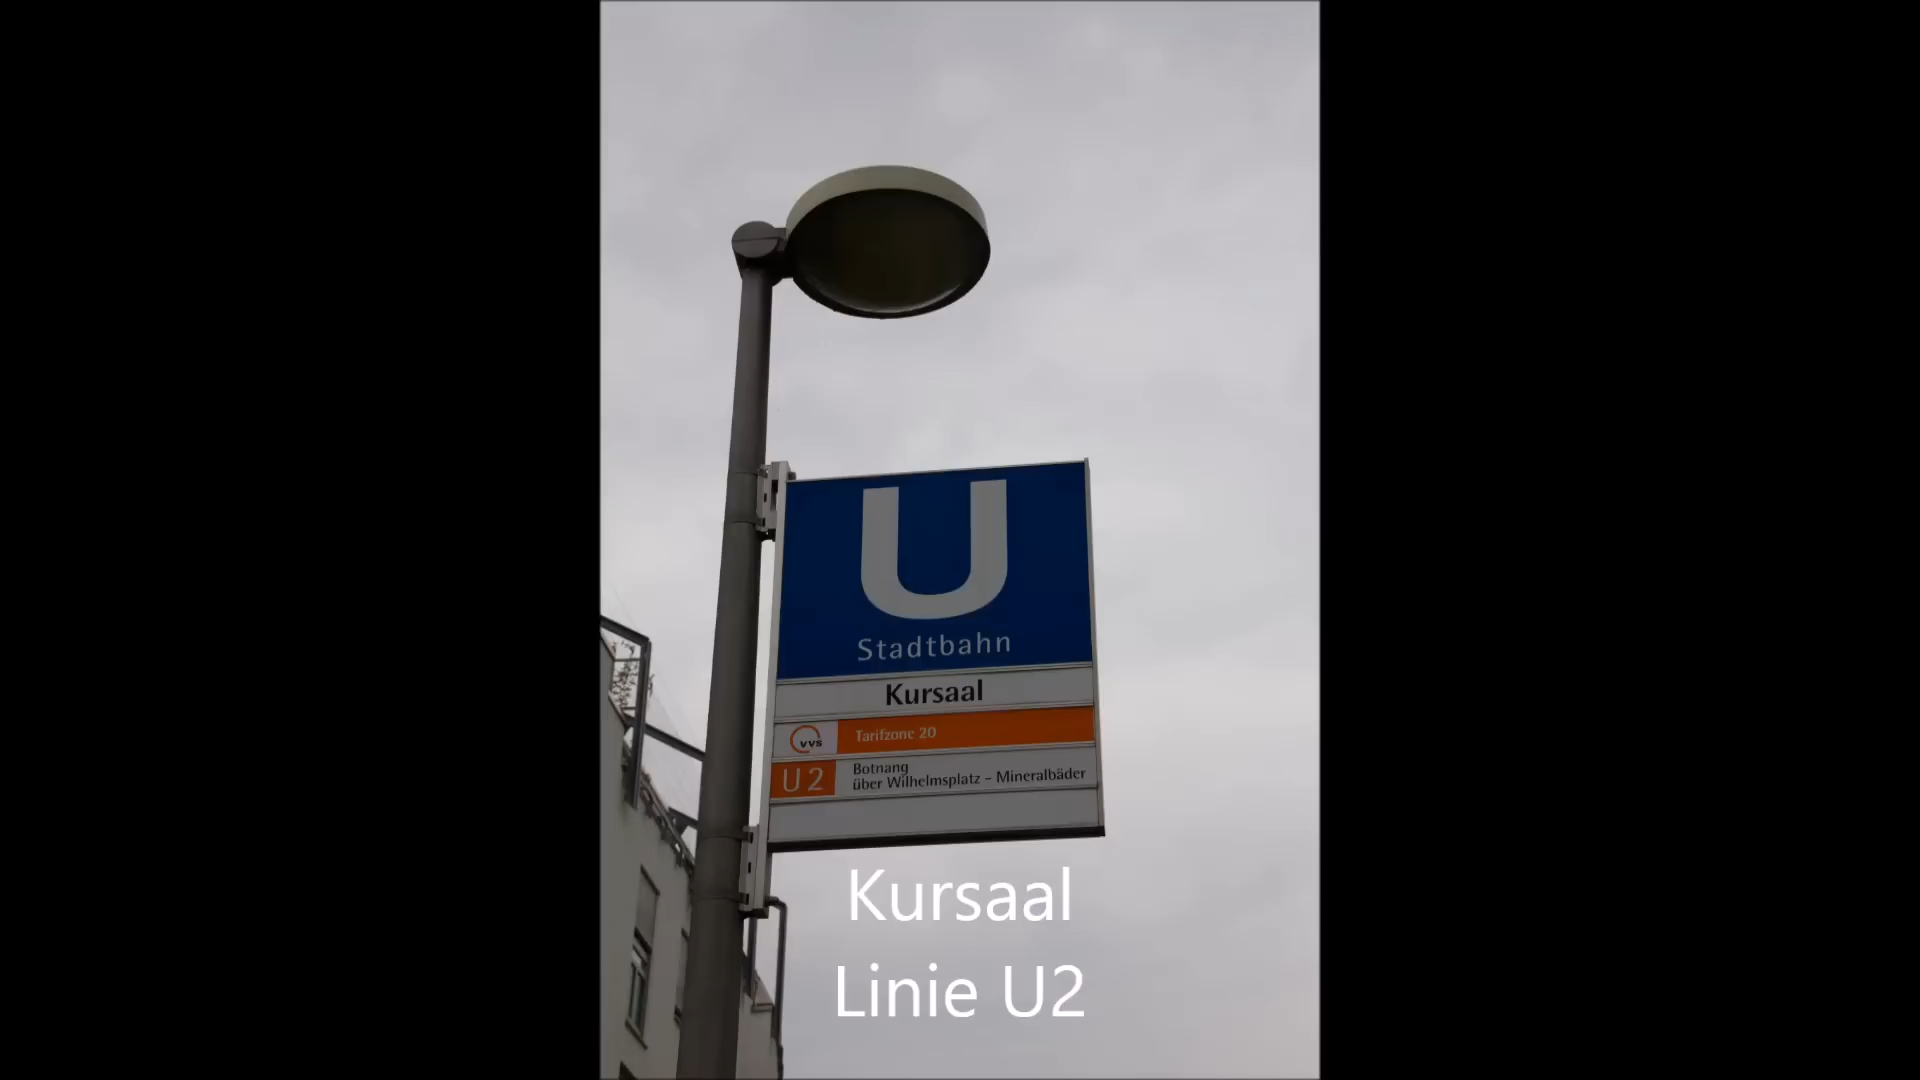 U
Stadtbahn
Kursaal
VVS Tarifzone 20
U2 Botnang
über Wilhelmsplatz – Mineralbäder
Kursaal
Linie U2